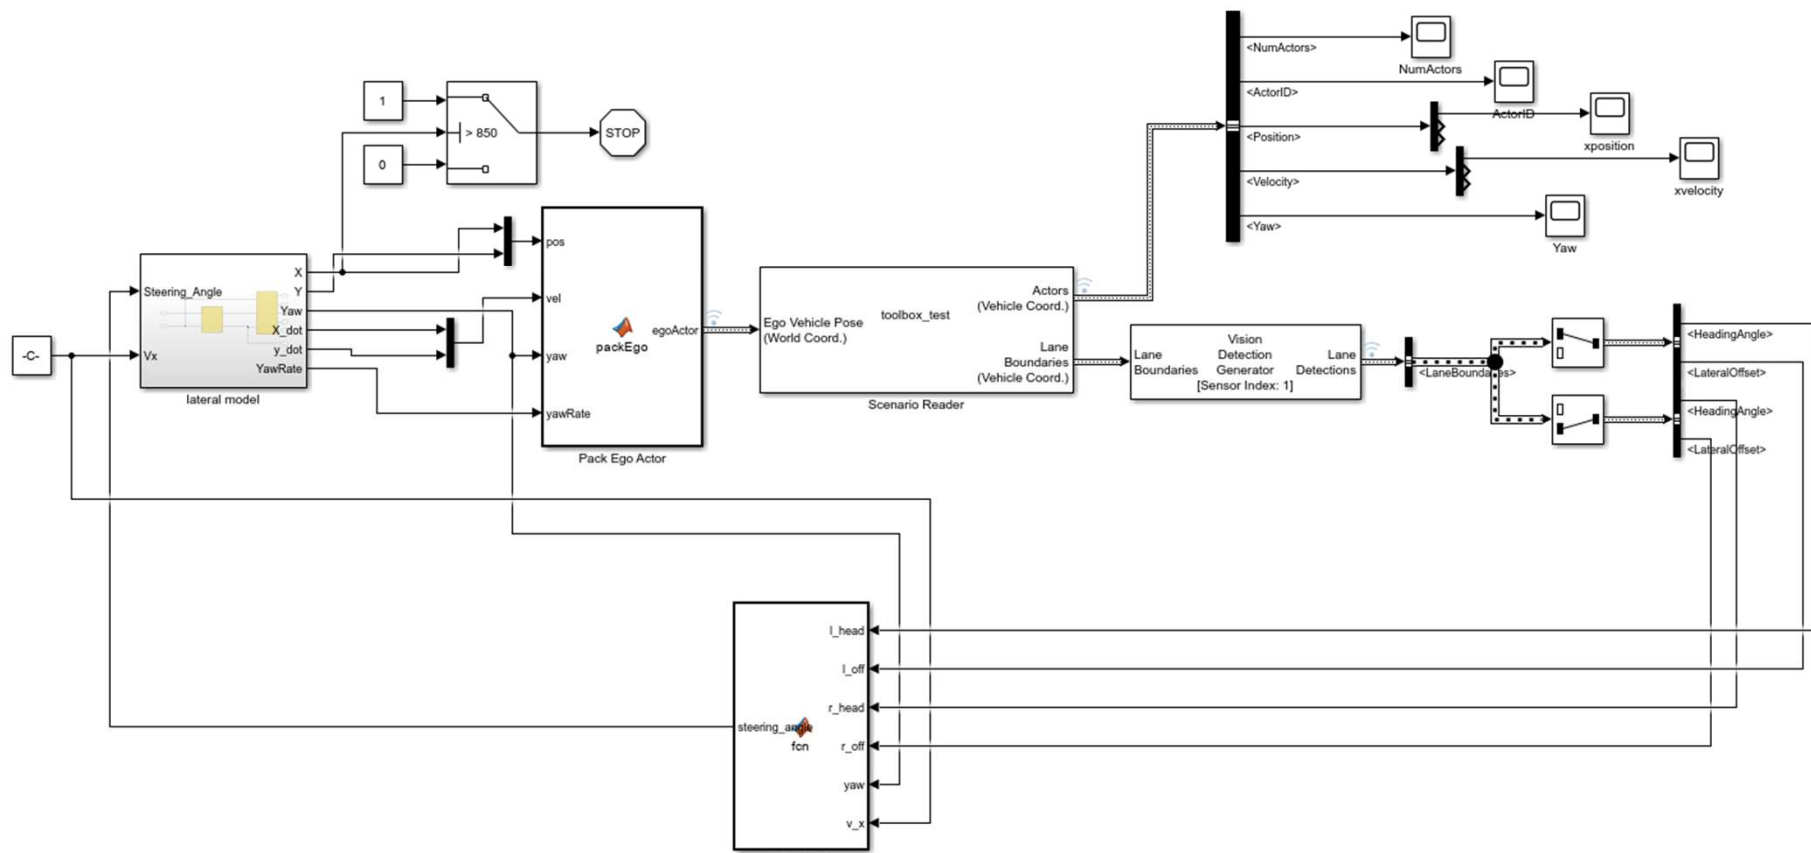 <NumActors>
NumActors
<ActorID>
ActorID
<Position>
xposition
<Velocity>
xvelocity
<Yaw>
Yaw
1
> 850
0
STOP
X
Y
Yaw
X_dot
y_dot
YawRate
Steering_Angle
Vx
lateral model
-C-
pos
vel
yaw
yawRate
packEgo
egoActor
Pack Ego Actor
Ego Vehicle Pose
(World Coord.)
toolbox_test
Actors
(Vehicle Coord.)
Lane
Boundaries
(Vehicle Coord.)
Scenario Reader
Lane
Boundaries
Vision
Detection
Generator
[Sensor Index: 1]
Lane
Detections
<LaneBoundaries>
<HeadingAngle>
<LateralOffset>
<HeadingAngle>
<LateralOffset>
l_head
l_off
r_head
r_off
yaw
v_x
steering_angle
fcn